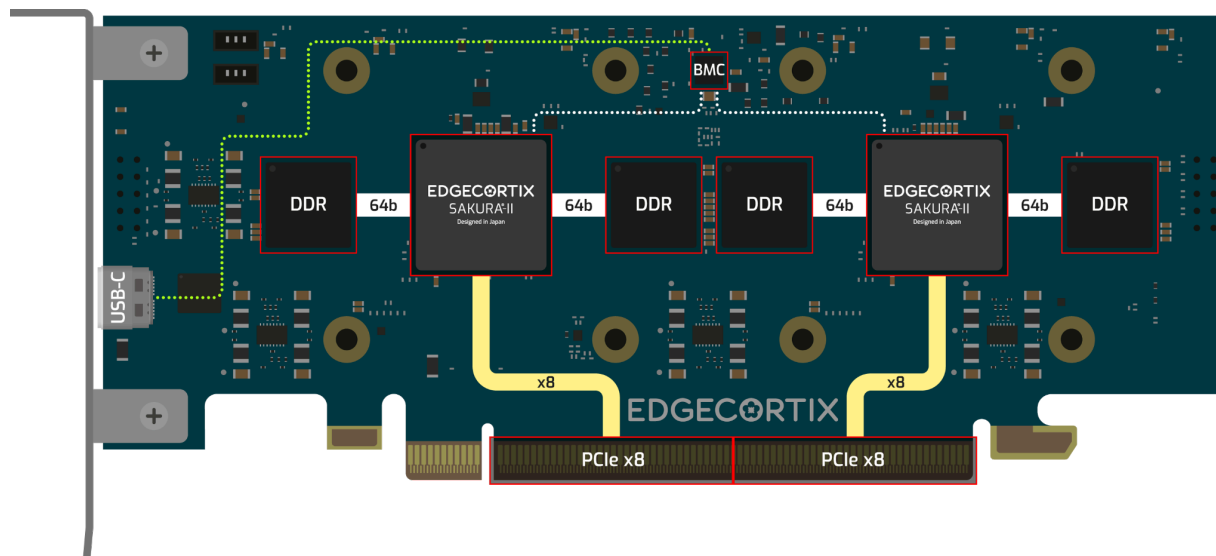 BMC
DDR
64b
EDGECORTIX
SAKURA-II
Designed in Japan
64b
DDR
DDR
64b
EDGECORTIX
SAKURA-II
Designed in Japan
64b
DDR
USB-C
x8
x8
EDGECORTIX
PCIe x8
PCIe x8